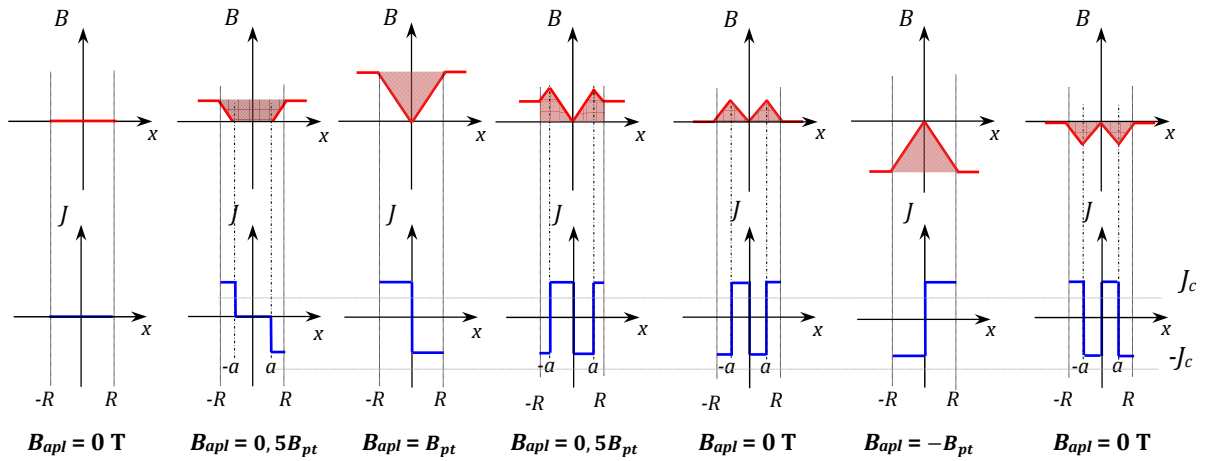 B B B B B B B
x x x x x x x
J J J J J J J
J_c
x x x x x x x
-a a -a a -a a -a a
-J_c
-R R -R R -R R -R R -R R -R R -R R
B_apl = 0 T B_apl = 0,5B_pt B_apl = B_pt B_apl = 0,5B_pt B_apl = 0 T B_apl = −B_pt B_apl = 0 T